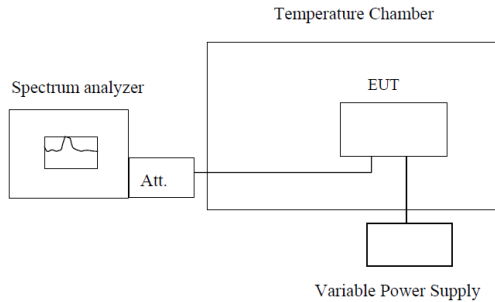 Temperature Chamber
Spectrum analyzer
EUT
Att.
Variable Power Supply